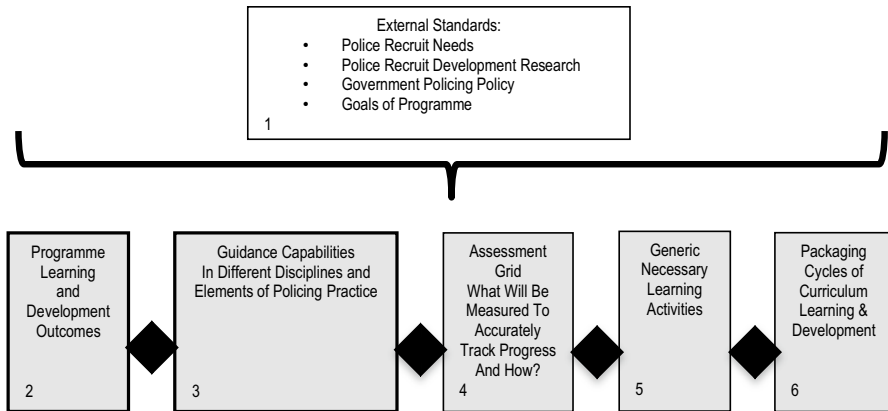 External Standards:
• Police Recruit Needs
• Police Recruit Development Research
• Government Policing Policy
• Goals of Programme
1
Programme
Learning
and
Development
Outcomes
2
Guidance Capabilities
In Different Disciplines and
Elements of Policing Practice
3
Assessment
Grid
What Will Be
Measured To
Accurately
Track Progress
And How?
4
Generic
Necessary
Learning
Activities
5
Packaging
Cycles of
Curriculum
Learning &
Development
6